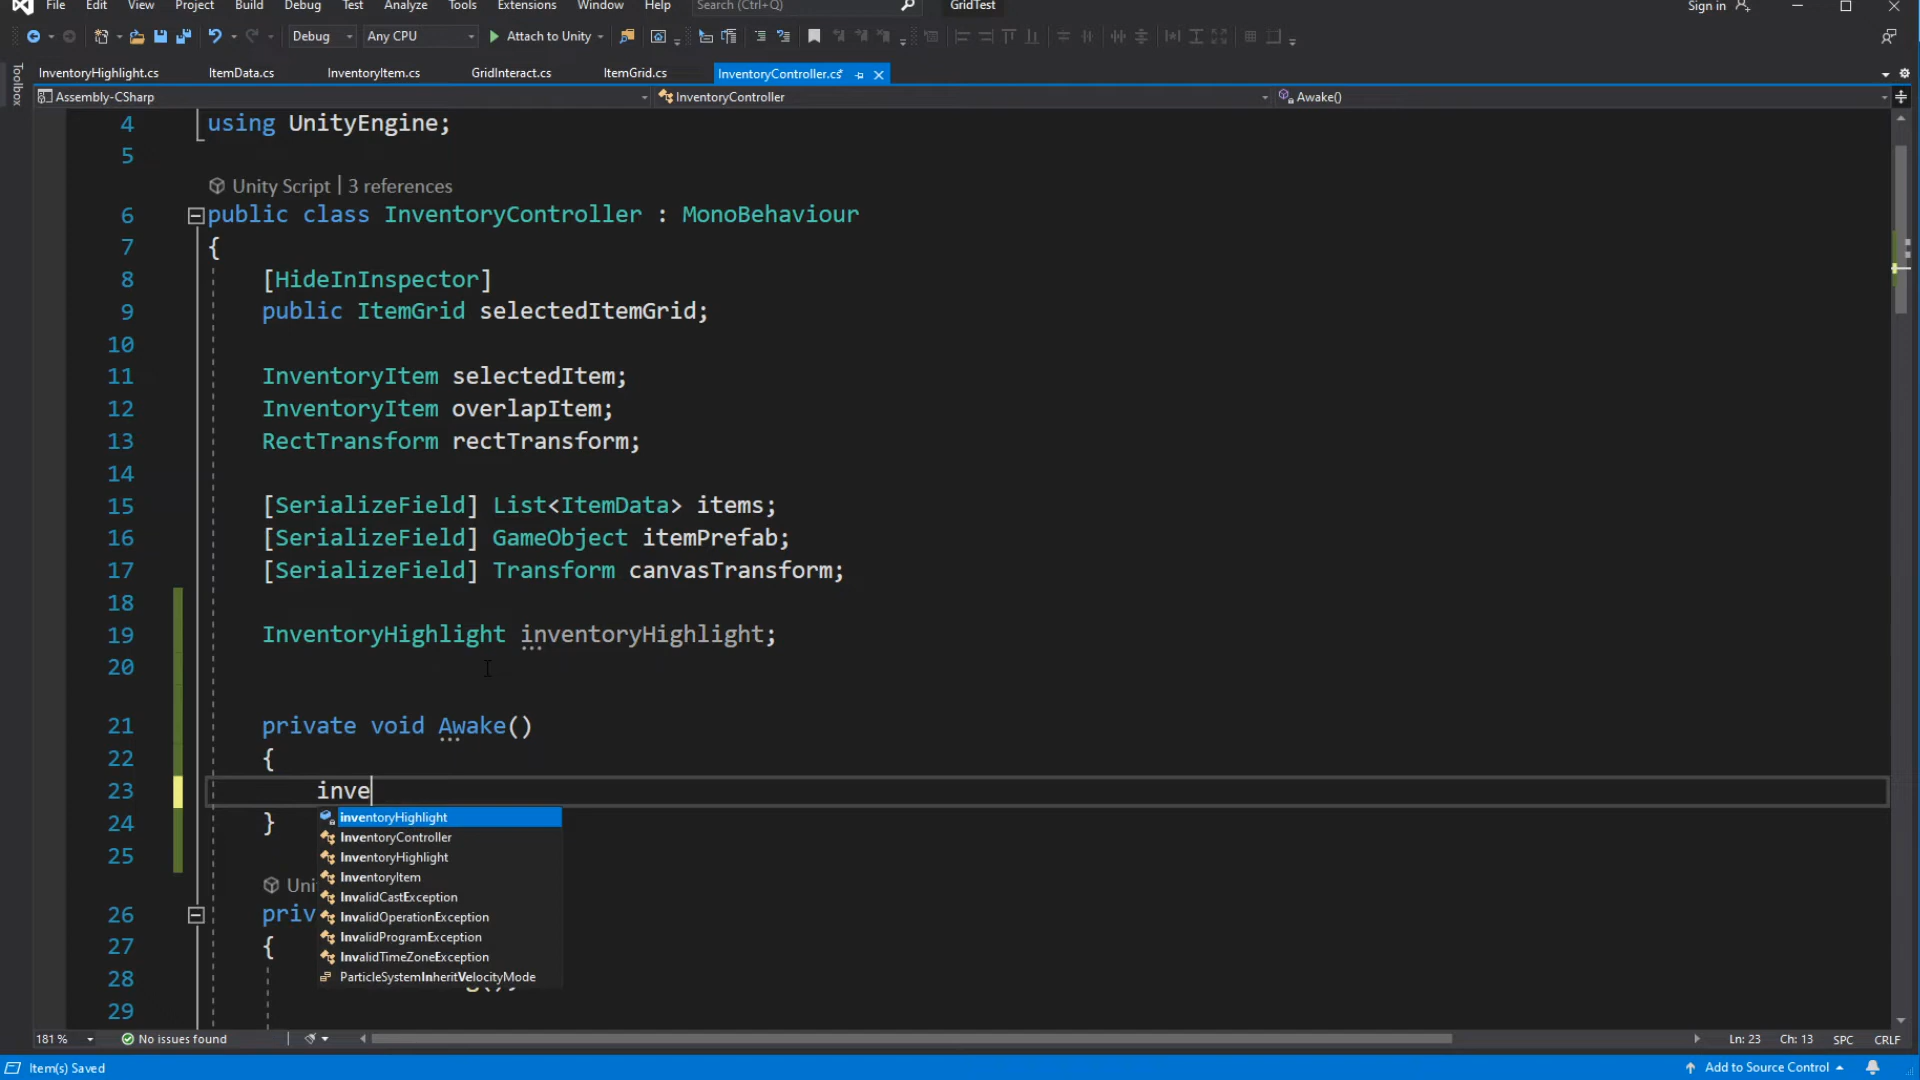 File Edit View Project Build Debug Test Analyze Tools Extensions Window Help Search (Ctrl+Q) GridTest Sign in
Debug Any CPU Attach to Unity
Toolbox
InventoryHighlight.cs ItemData.cs InventoryItem.cs GridInteract.cs ItemGrid.cs InventoryController.cs*
Assembly-CSharp InventoryController Awake()
4 using UnityEngine;
5
Unity Script | 3 references
6 public class InventoryController : MonoBehaviour
7 {
8 [HideInInspector]
9 public ItemGrid selectedItemGrid;
10
11 InventoryItem selectedItem;
12 InventoryItem overlapItem;
13 RectTransform rectTransform;
14
15 [SerializeField] List<ItemData> items;
16 [SerializeField] GameObject itemPrefab;
17 [SerializeField] Transform canvasTransform;
18
19 InventoryHighlight inventoryHighlight;
20
21 private void Awake()
22 {
23 inve
inventoryHighlight
24 }
InventoryController
25
InventoryHighlight
InventoryItem
Uni
InvalidCastException
26 priv
InvalidOperationException
InvalidProgramException
27 {
InvalidTimeZoneException
28
ParticleSystemInheritVelocityMode
29
181 % No issues found Ln: 23 Ch: 13 SPC CRLF
Item(s) Saved Add to Source Control